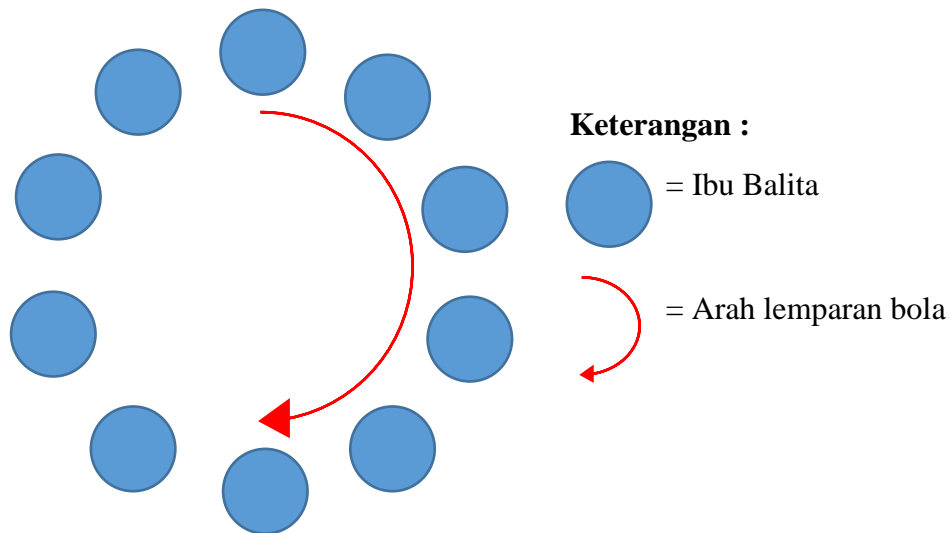 Keterangan :
= Ibu Balita
= Arah lemparan bola